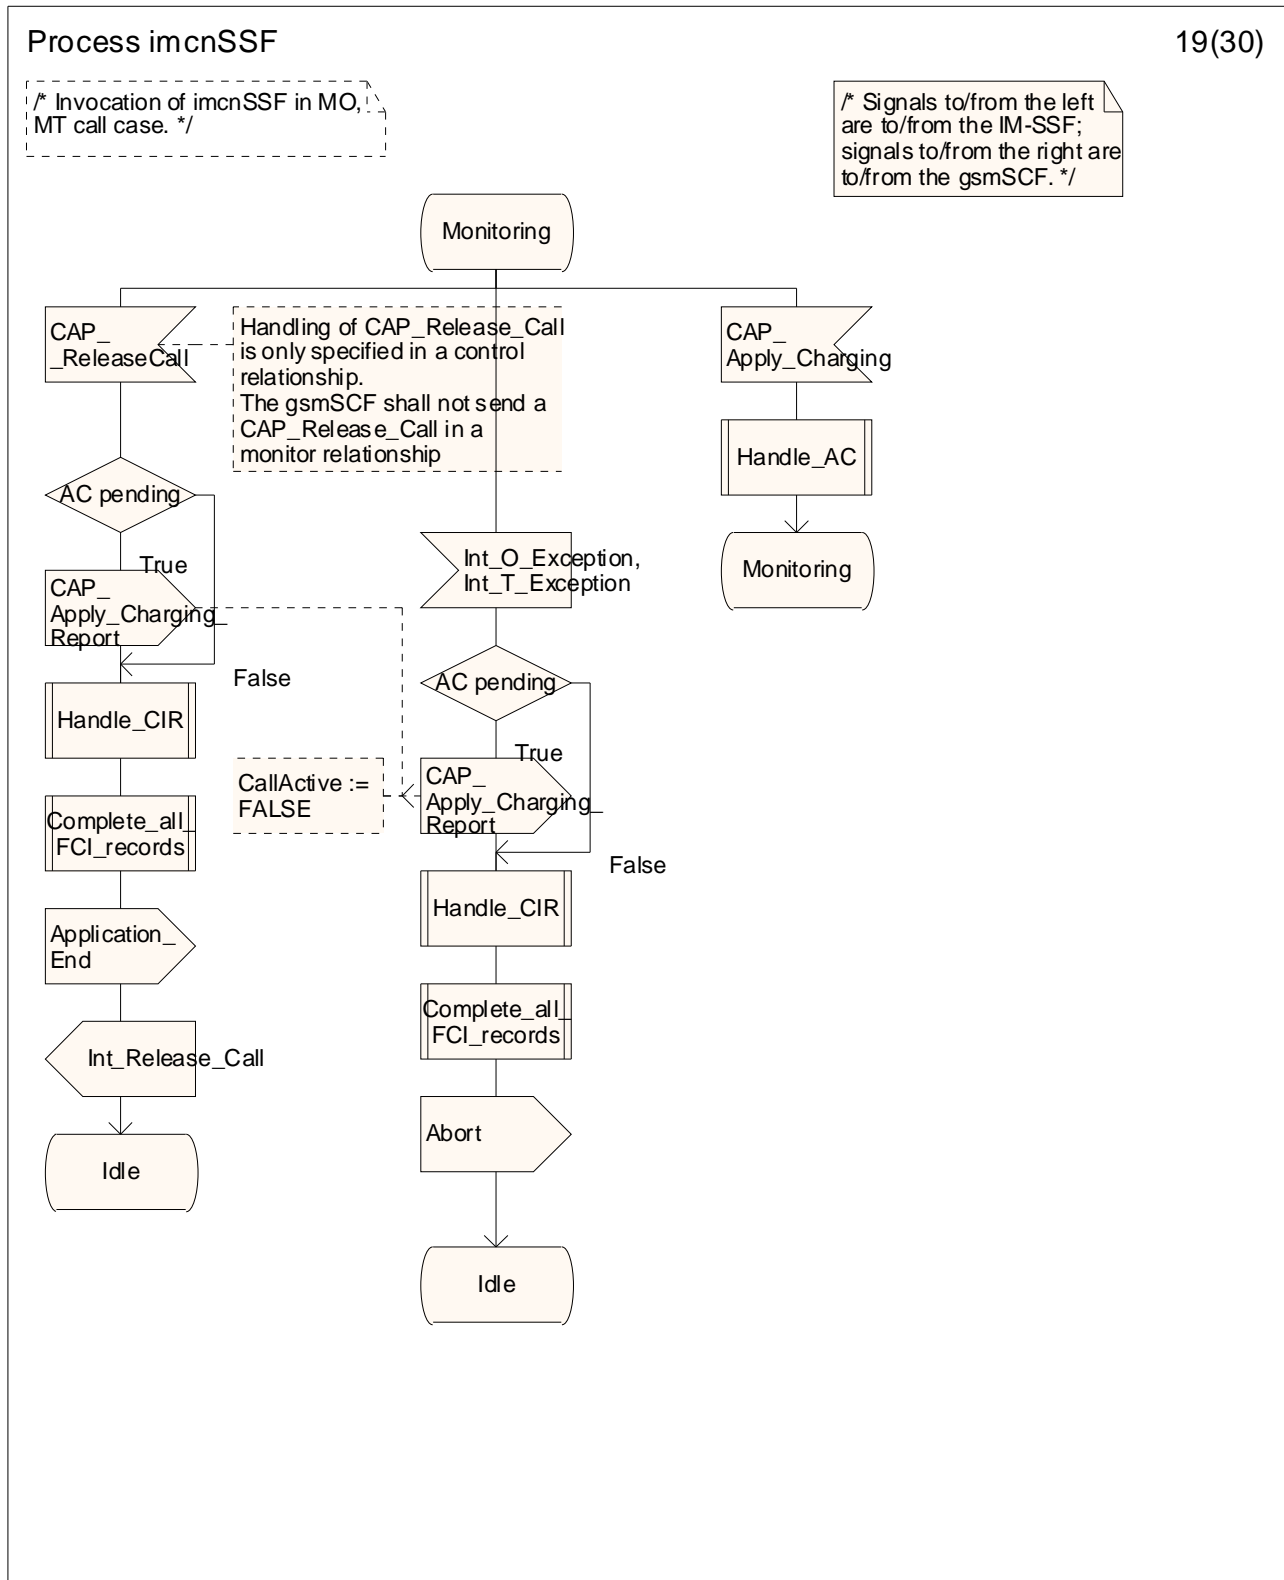 Process imcnSSF
19(30)
/* Invocation of imcnSSF in MO,
MT call case. */
/* Signals to/from the left
are to/from the IM-SSF;
signals to/from the right are
to/from the gsmSCF. */
Monitoring
CAP_
_ReleaseCall
Handling of CAP_Release_Call
is only specified in a control
relationship.
The gsmSCF shall not send a
CAP_Release_Call in a
monitor relationship
CAP_
Apply_Charging
Handle_AC
Monitoring
AC pending
True
CAP_
Apply_Charging_
Report
False
Handle_CIR
Complete_all_
FCI_records
Application_
End
Int_Release_Call
Idle
Int_O_Exception,
Int_T_Exception
AC pending
True
CallActive :=
FALSE
CAP_
Apply_Charging_
Report
False
Handle_CIR
Complete_all_
FCI_records
Abort
Idle